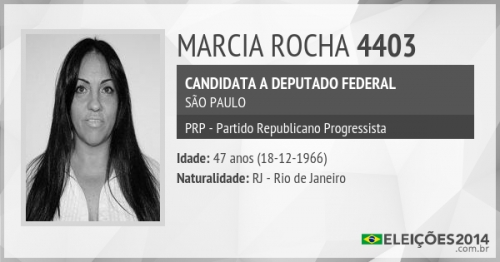 MARCIA ROCHA 4403
CANDIDATA A DEPUTADO FEDERAL
SÃO PAULO
PRP - Partido Republicano Progressista
Idade: 47 anos (18-12-1966)
Naturalidade: RJ - Rio de Janeiro
ELEIÇÕES2014
.com.br